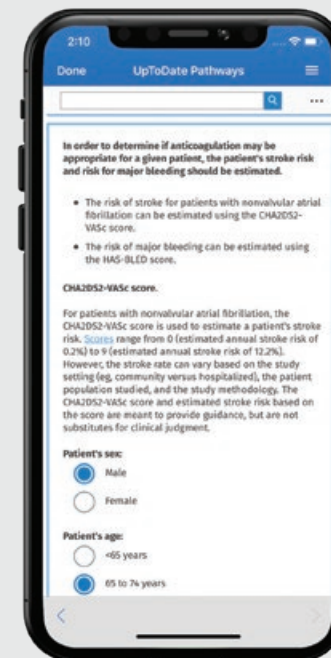 2:10
Done UpToDate Pathways
In order to determine if anticoagulation may be
appropriate for a given patient, the patient's stroke risk
and risk for major bleeding should be estimated.
• The risk of stroke for patients with nonvalvular atrial
fibrillation can be estimated using the CHA2DS2-
VASc score.
• The risk of major bleeding can be estimated using
the HAS-BLED score.
CHA2DS2-VASc score.
For patients with nonvalvular atrial fibrillation, the
CHA2DS2-VASc score is used to estimate a patient's stroke
risk. Scores range from 0 (estimated annual stroke risk of
0.2%) to 9 (estimated annual stroke risk of 12.2%).
However, the stroke rate can vary based on the study
setting (eg, community versus hospitalized), the patient
population studied, and the study methodology. The
CHA2DS2-VASc score and estimated stroke risk based on
the score are meant to provide guidance, but are not
substitutes for clinical judgment.
Patient's sex:
Male
Female
Patient's age:
<65 years
65 to 74 years